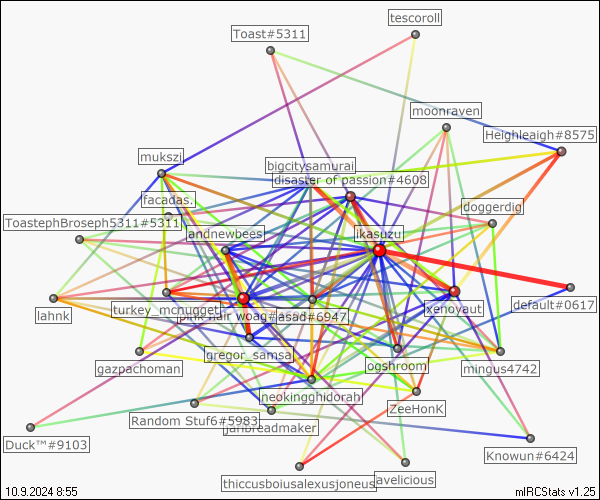 tescoroll
Toast#5311
moonraven
Heighleaigh#8575
mukszi
bigcitysamurai
disaster of passion#4608
facadas.
doggerdig
ToastephBroseph5311#5311
andnewbees
ikasuzu
lahnk
turkey_mcnugget
pink hair woag#
asad#6947
xenoyaut
default#0617
gregor_samsa
gazpachoman
ogshroom
mingus4742
neokingghidorah
ZeeHonK
Random Stuf6#5983
junbreadmaker
Duck™#9103
Knowun#6424
thiccusboiusalexusjoneus
avelicious
10.9.2024 8:55
mIRCStats v1.25